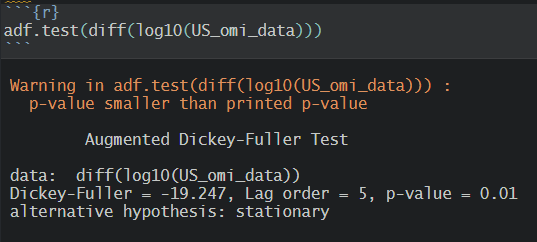 ```{r}
adf.test(diff(log10(US_omi_data)))
```
Warning in adf.test(diff(log10(US_omi_data))) :
p-value smaller than printed p-value
Augmented Dickey-Fuller Test
data:  diff(log10(US_omi_data))
Dickey-Fuller = -19.247, Lag order = 5, p-value = 0.01
alternative hypothesis: stationary